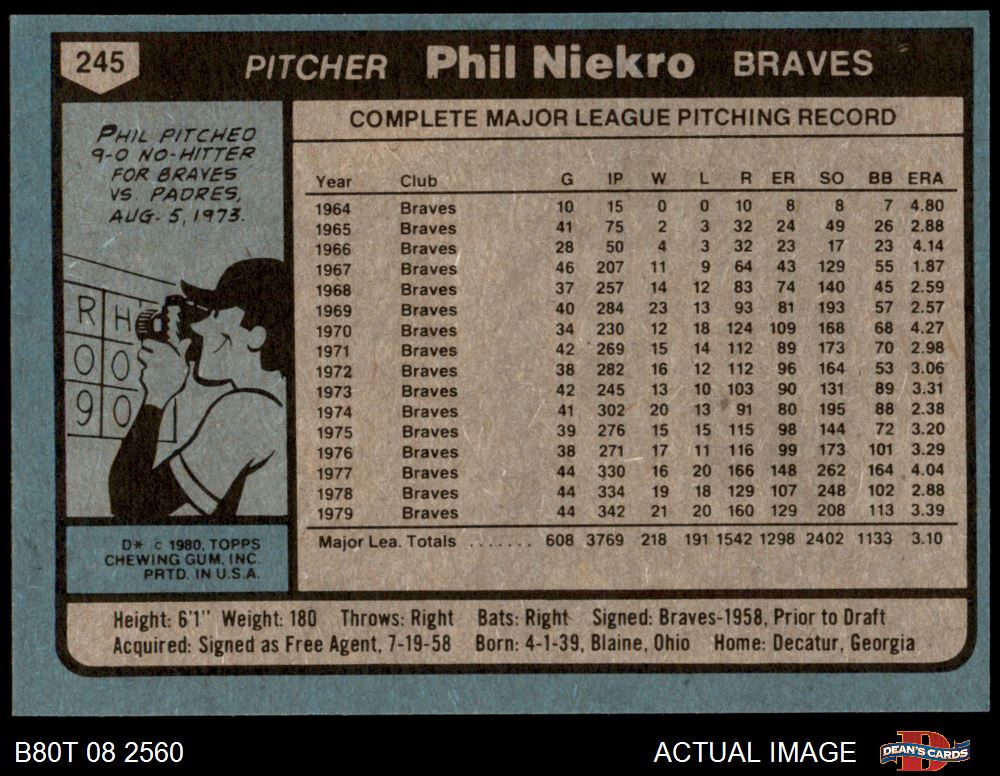 245 PITCHER Phil Niekro BRAVES
PHIL PITCHED
9-0 NO-HITTER
FOR BRAVES
VS. PADRES,
AUG. 5, 1973.
R H
0 0
9 0
D* © 1980, TOPPS
CHEWING GUM, INC.
PRTD. IN U.S.A.
COMPLETE MAJOR LEAGUE PITCHING RECORD
Year Club G IP W L R ER SO BB ERA
1964 Braves 10 15 0 0 10 8 8 7 4.80
1965 Braves 41 75 2 3 32 24 49 26 2.88
1966 Braves 28 50 4 3 32 23 17 23 4.14
1967 Braves 46 207 11 9 64 43 129 55 1.87
1968 Braves 37 257 14 12 83 74 140 45 2.59
1969 Braves 40 284 23 13 93 81 193 57 2.57
1970 Braves 34 230 12 18 124 109 168 68 4.27
1971 Braves 42 269 15 14 112 89 173 70 2.98
1972 Braves 38 282 16 12 112 96 164 53 3.06
1973 Braves 42 245 13 10 103 90 131 89 3.31
1974 Braves 41 302 20 13 91 80 195 88 2.38
1975 Braves 39 276 15 15 115 98 144 72 3.20
1976 Braves 38 271 17 11 116 99 173 101 3.29
1977 Braves 44 330 16 20 166 148 262 164 4.04
1978 Braves 44 334 19 18 129 107 248 102 2.88
1979 Braves 44 342 21 20 160 129 208 113 3.39
Major Lea. Totals ....... 608 3769 218 191 1542 1298 2402 1133 3.10
Height: 6'1" Weight: 180 Throws: Right Bats: Right Signed: Braves-1958, Prior to Draft
Acquired: Signed as Free Agent, 7-19-58 Born: 4-1-39, Blaine, Ohio Home: Decatur, Georgia
B80T 08 2560 ACTUAL IMAGE DEAN'S CARDS